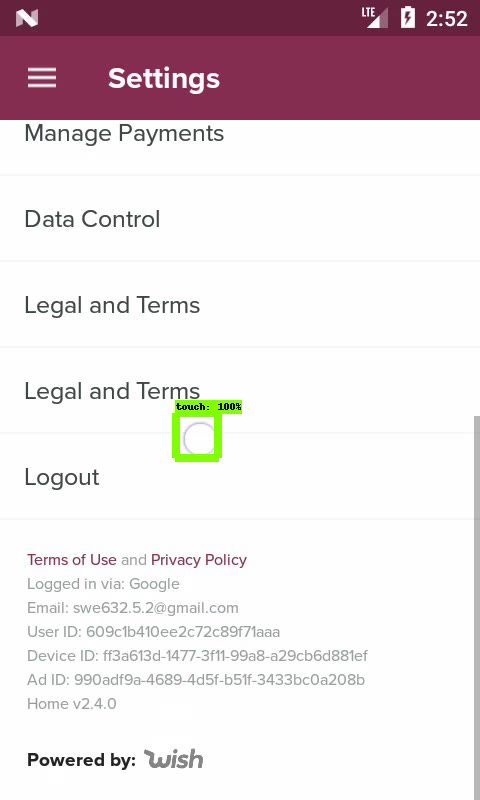 LTE 2:52
Settings
Manage Payments
Data Control
Legal and Terms
Legal and Terms
touch: 100%
Logout
Terms of Use and Privacy Policy
Logged in via: Google
Email: swe632.5.2@gmail.com
User ID: 609c1b410ee2c72c89f71aaa
Device ID: ff3a613d-1477-3f11-99a8-a29cb6d881ef
Ad ID: 990adf9a-4689-4d5f-b51f-3433bc0a208b
Home v2.4.0
Powered by: wish